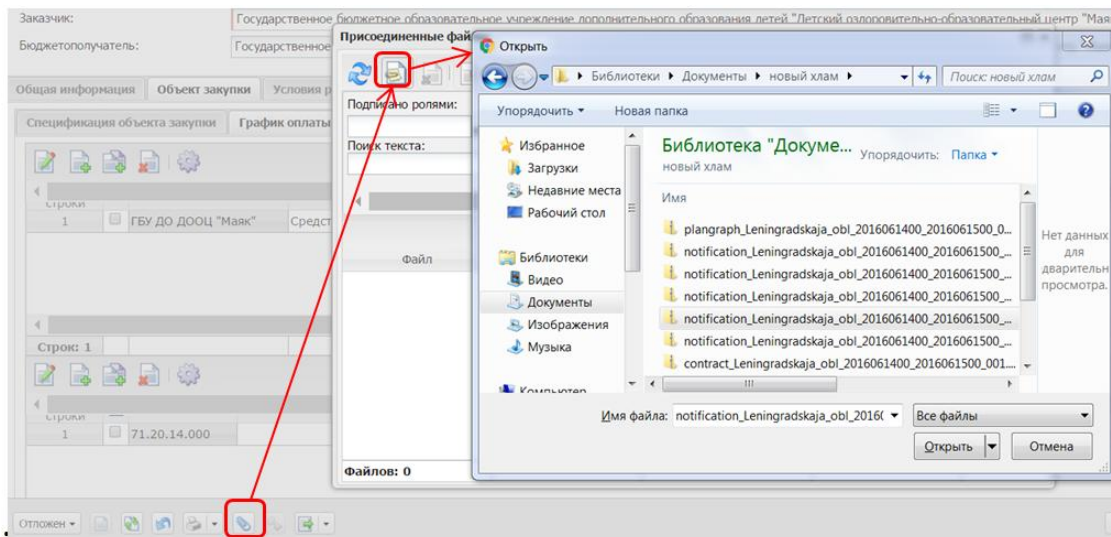 Заказчик:
Государственное бюджетное образовательное учреждение дополнительного образования детей "Детский оздоровительно-образовательный центр "Мая
Бюджетополучатель:
Государственное
Общая информация
Объект закупки
Условия р
Спецификация объекта закупки
График оплаты
строки
1
ГБУ ДО ДООЦ "Маяк"
Средст
Строк: 1
строки
1
71.20.14.000
Отложен
Присоединенные фай
Подписано ролями:
Поиск текста:
Файл
Файлов: 0
Открыть
Библиотеки
Документы
новый хлам
Поиск: новый хлам
Упорядочить
Новая папка
Избранное
Загрузки
Недавние места
Рабочий стол
Библиотеки
Видео
Документы
Изображения
Музыка
Компьютер
Библиотека "Докуме...
новый хлам
Упорядочить:
Папка
Имя
plangraph_Leningradskaja_obl_2016061400_2016061500_0...
notification_Leningradskaja_obl_2016061400_2016061500_...
notification_Leningradskaja_obl_2016061400_2016061500_...
notification_Leningradskaja_obl_2016061400_2016061500_...
notification_Leningradskaja_obl_2016061400_2016061500_...
notification_Leningradskaja_obl_2016061400_2016061500_...
contract_Leningradskaja_obl_2016061400_2016061500_001....
Нет данных
для
дварительн
просмотра.
Имя файла:
notification_Leningradskaja_obl_2016(
Все файлы
Открыть
Отмена